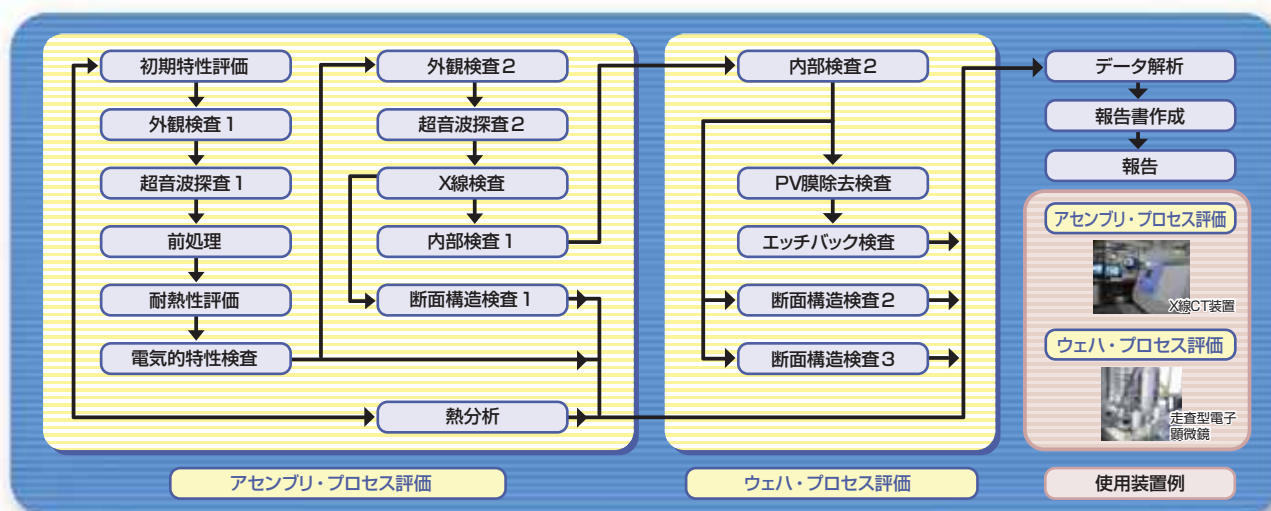 初期特性評価
外観検査1
超音波探査1
前処理
耐熱性評価
電気的特性検査
外観検査2
超音波探査2
X線検査
内部検査1
断面構造検査1
熱分析
アセンブリ・プロセス評価
内部検査2
PV膜除去検査
エッチバック検査
断面構造検査2
断面構造検査3
ウェハ・プロセス評価
データ解析
報告書作成
報告
アセンブリ・プロセス評価
X線CT装置
ウェハ・プロセス評価
走査型電子
顕微鏡
使用装置例